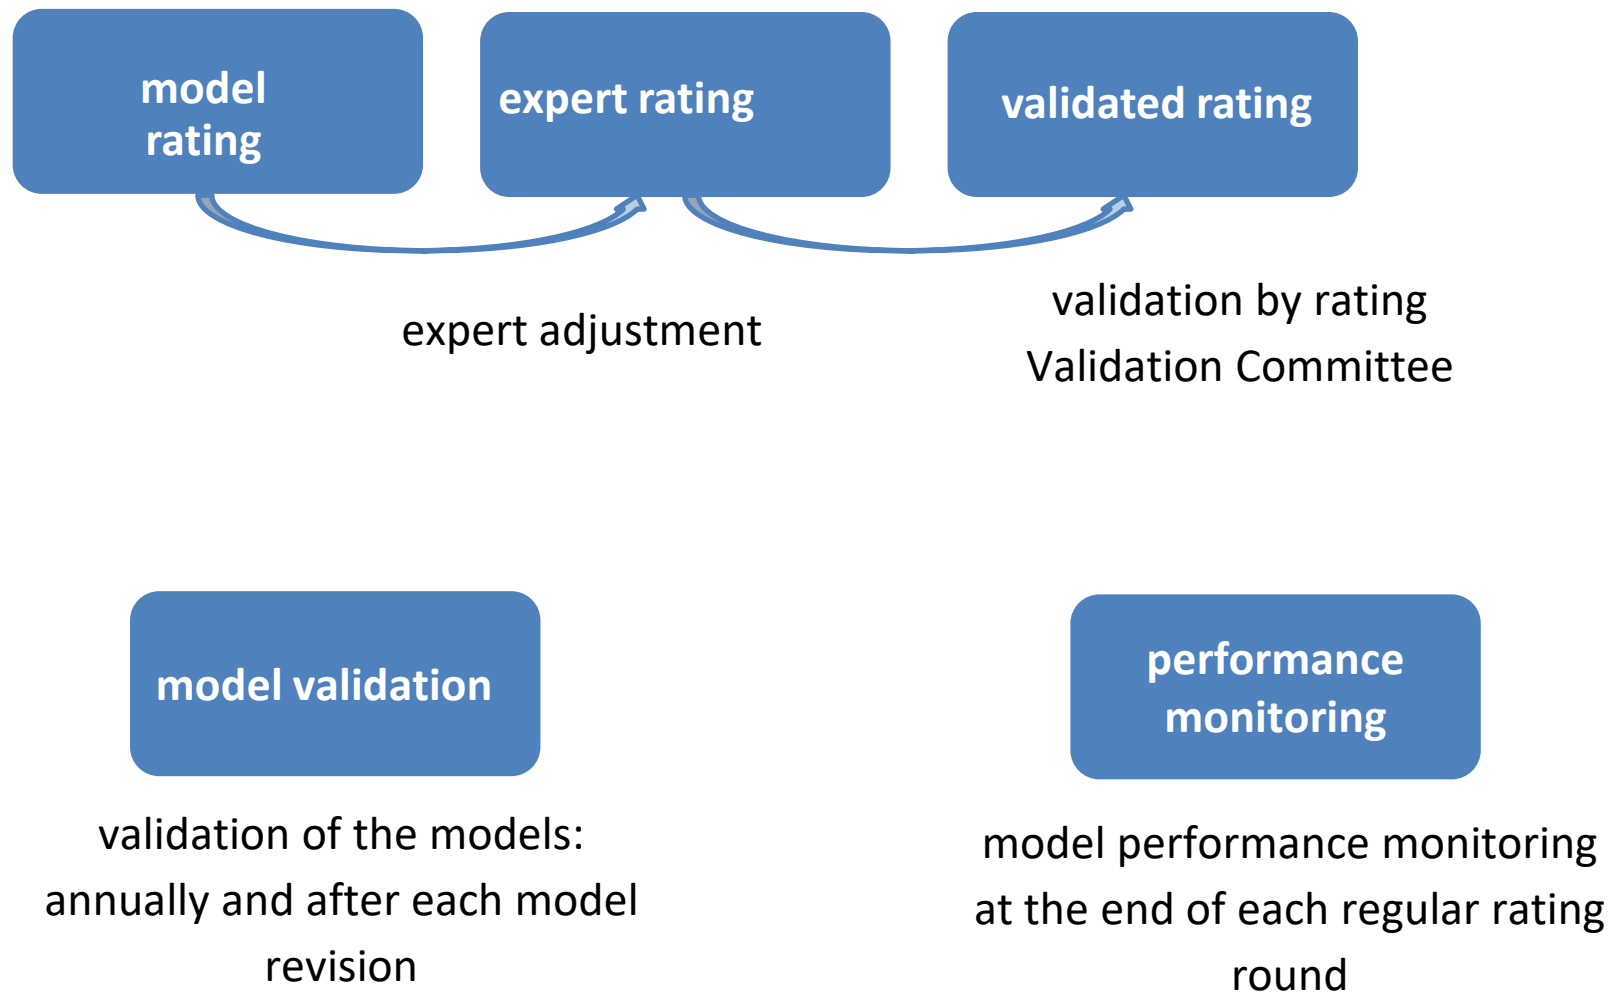 model
rating
expert rating
validated rating
expert adjustment
validation by rating
Validation Committee
model validation
validation of the models:
annually and after each model
revision
performance
monitoring
model performance monitoring
at the end of each regular rating
round